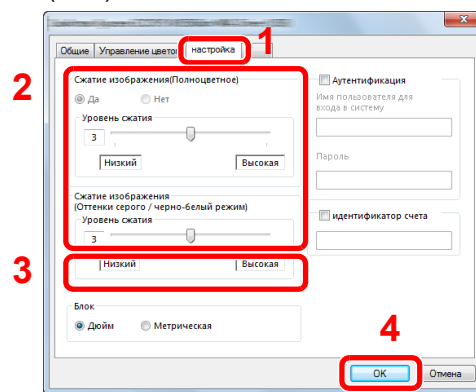 1
Общие Управление цветом настройка
2
Сжатие изображения(Полноцветное)
Да Нет
Уровень сжатия
3
Низкий Высокая
Сжатие изображения
(Оттенки серого / черно-белый режим)
Уровень сжатия
3
3
Низкий Высокая
Блок
Дюйм Метрическая
Аутентификация
Имя пользователя для
входа в систему
Пароль
идентификатор счета
4
OK Отмена